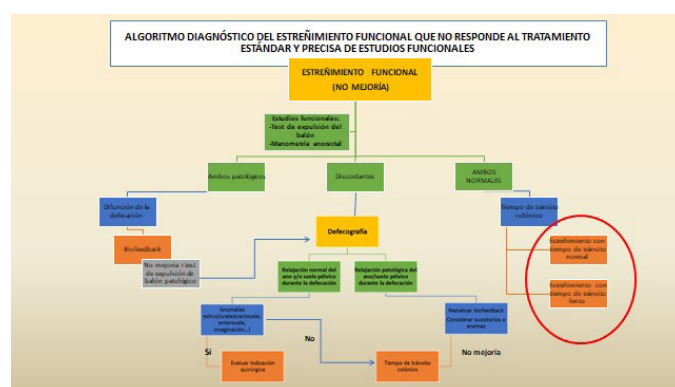 ALGORITMO DIAGNÓSTICO DEL ESTREÑIMIENTO FUNCIONAL QUE NO RESPONDE AL TRATAMIENTO
ESTÁNDAR Y PRECISA DE ESTUDIOS FUNCIONALES
ESTREÑIMIENTO FUNCIONAL
(NO MEJORÍA)
Estudios funcionales:
-Test de expulsión del
balón
-Manometría anorectal
Ambos patológicos
Discordantes
AMBOS
NORMALES
Difunción de la
defecación
Tiempo de tránsito
colónico
Biofeedback
Defecografía
No mejoría + test
de expulsión de
balón patológico
Estreñimiento con
tiempo de tránsito
normal
Estreñimiento con
tiempo de tránsito
lento
Relajación normal del
ano y/o suelo pélvico
durante la defecación
Relajación patológica del
ano/suelo pélvico
durante la defecación
Anomalías
estructurales(rectocele,
enterocele,
invaginación...)
Reevaluar biofeedback
Considerar supositorios o
enemas
No
Sí
No mejoría
Evaluar indicación
quirúrgica
Tiempo de tránsito
colónico